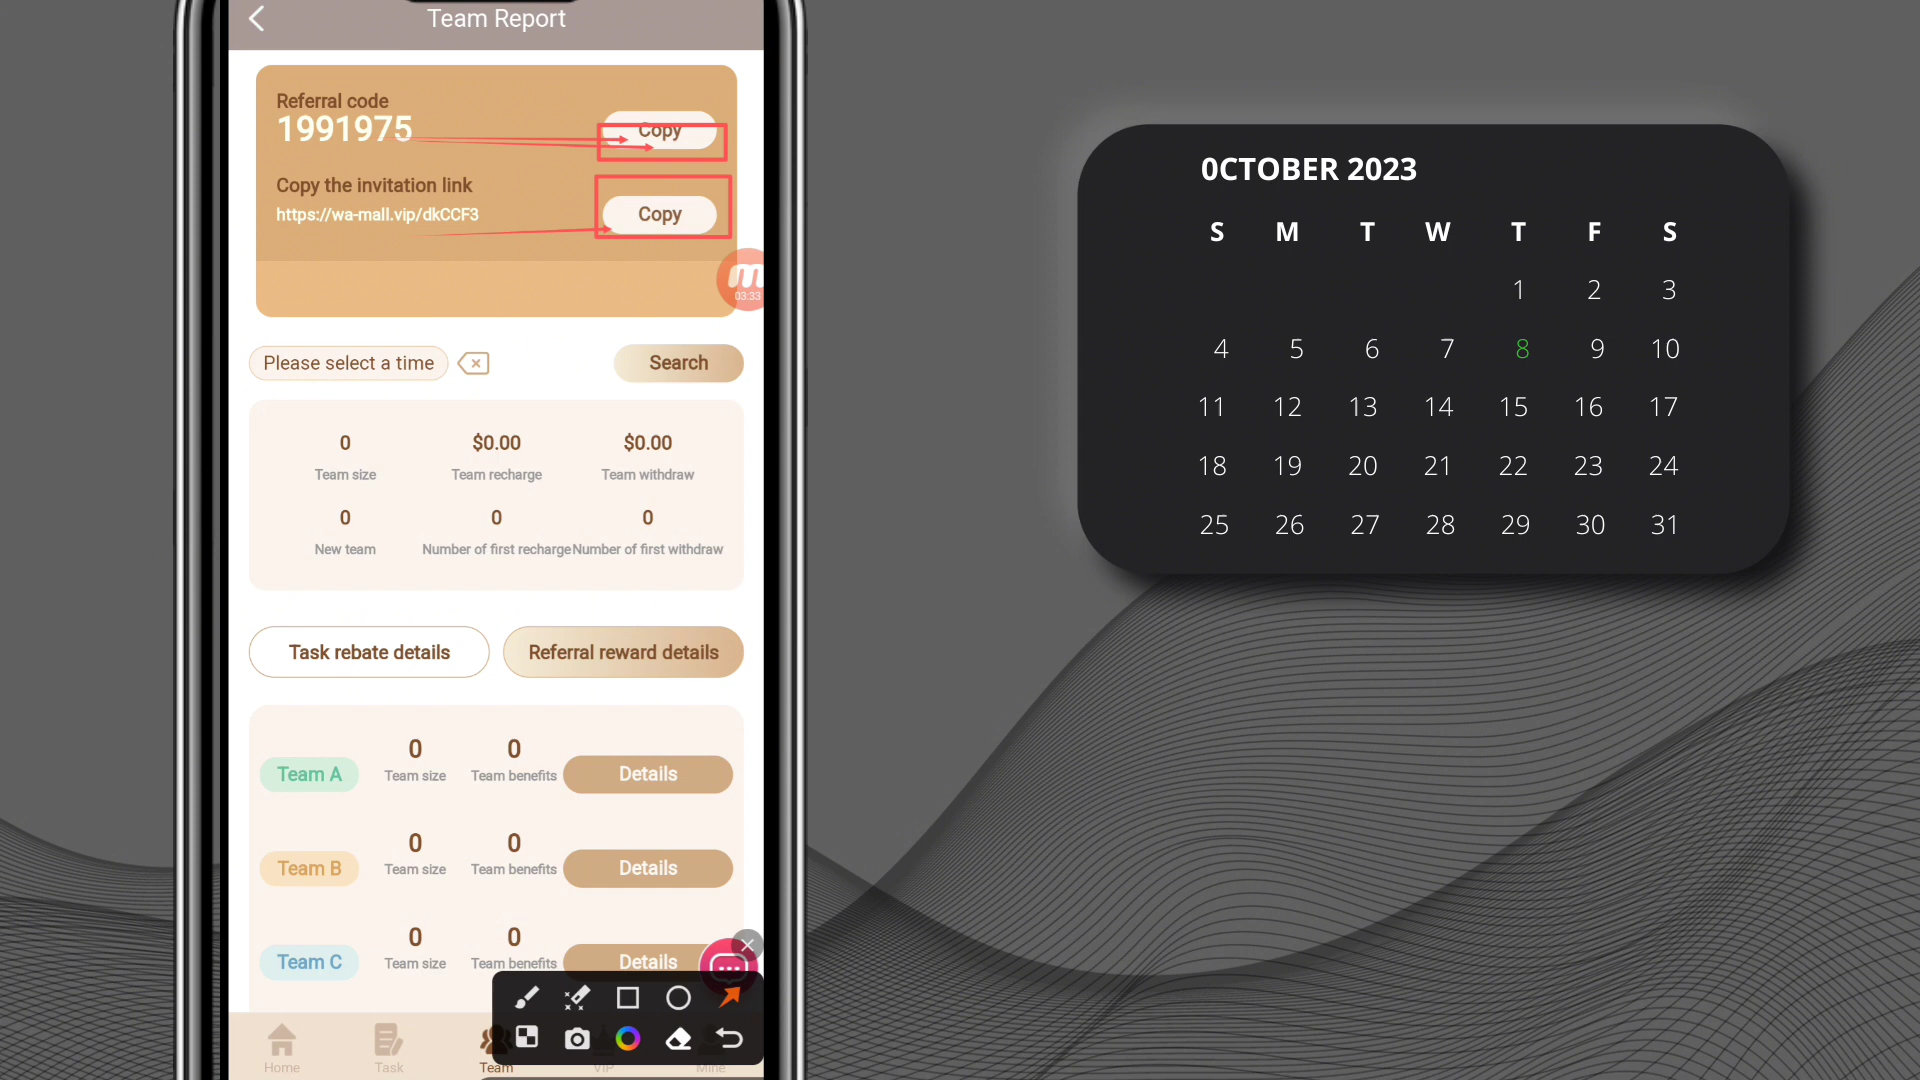 Team Report
Referral code
1991975
Copy
Copy the invitation link
https://wa-mall.vip/dkCCF3
Copy
m
03:33
Please select a time
Search
0 $0.00 $0.00
Team size Team recharge Team withdraw
0 0 0
New team Number of first recharge Number of first withdraw
Task rebate details Referral reward details
0 0
Team A Team size Team benefits Details
0 0
Team B Team size Team benefits Details
0 0
Team C Team size Team benefits Details
Home Task Team VIP Mine
0CTOBER 2023
S M T W T F S
1 2 3
4 5 6 7 8 9 10
11 12 13 14 15 16 17
18 19 20 21 22 23 24
25 26 27 28 29 30 31